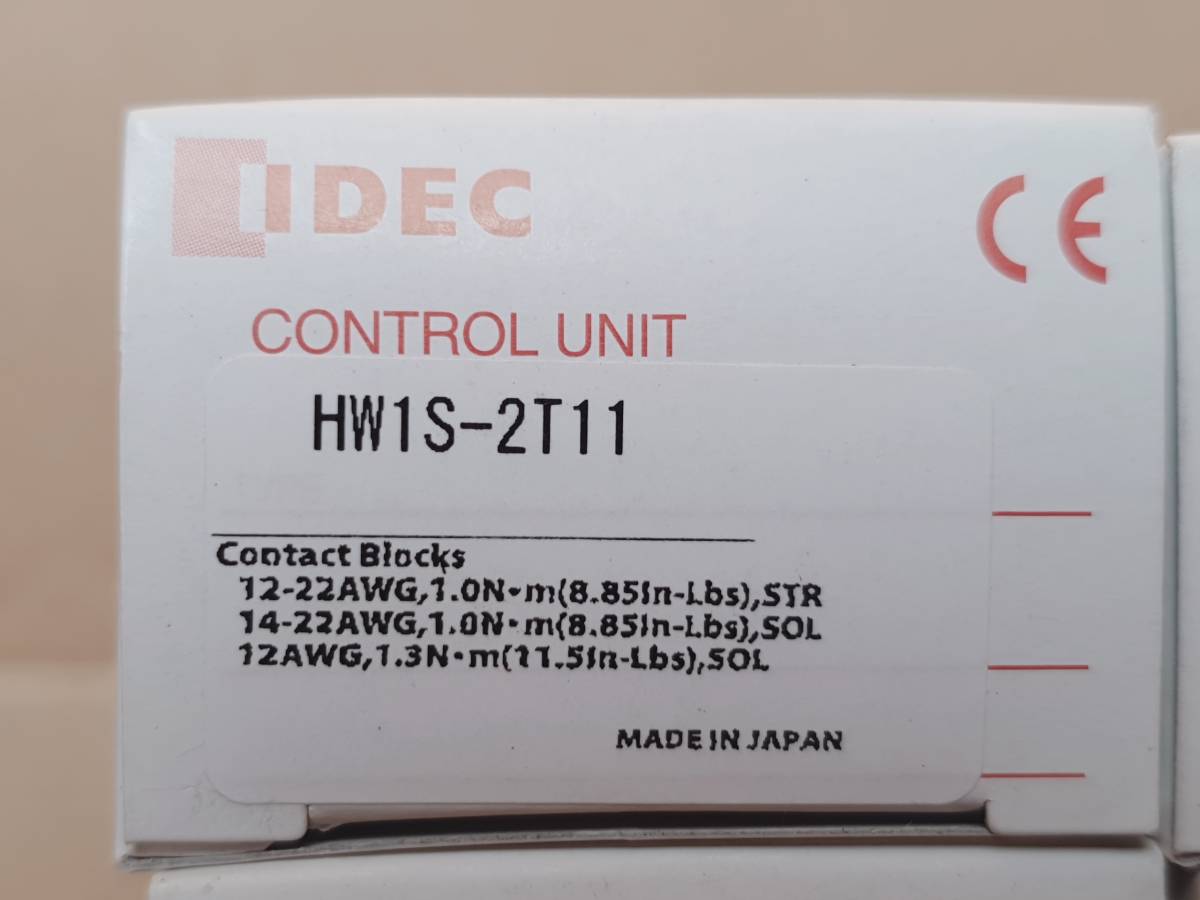 IDEC
CE
CONTROL UNIT
HW1S-2T11
Contact Blocks
12-22AWG,1.0N·m(8.85in-Lbs),STR
14-22AWG,1.0N·m(8.85in-Lbs),SOL
12AWG,1.3N·m(11.5in-Lbs),SOL
MADE IN JAPAN